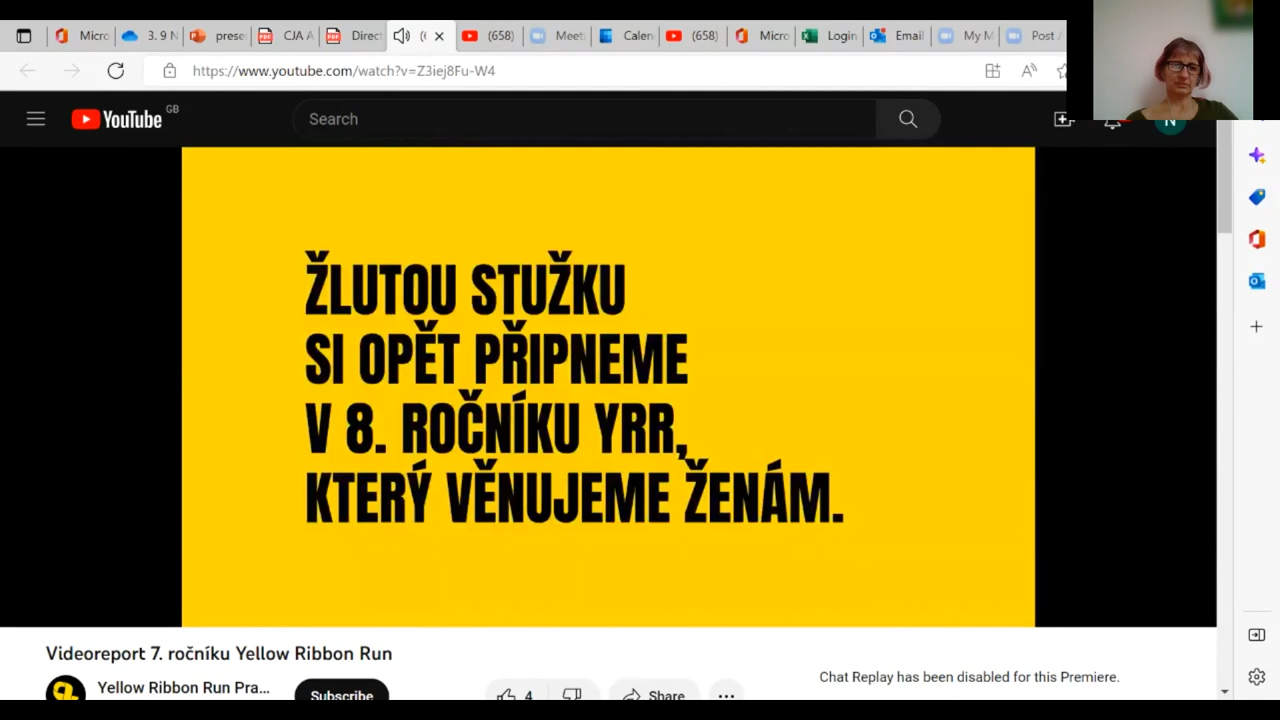 Micro
3. 9 N
prese
CJA A
Direct
(658)
Meeti
Calen
(658)
Micro
Login
Email
My M
Post A
https://www.youtube.com/watch?v=Z3iej8Fu-W4
YouTube GB
Search
N
ŽLUTOU STUŽKU
SI OPĚT PŘIPNEME
V 8. ROČNÍKU YRR,
KTERÝ VĚNUJEME ŽENÁM.
Videoreport 7. ročníku Yellow Ribbon Run
Yellow Ribbon Run Pra...
Subscribe
4
Share
Chat Replay has been disabled for this Premiere.